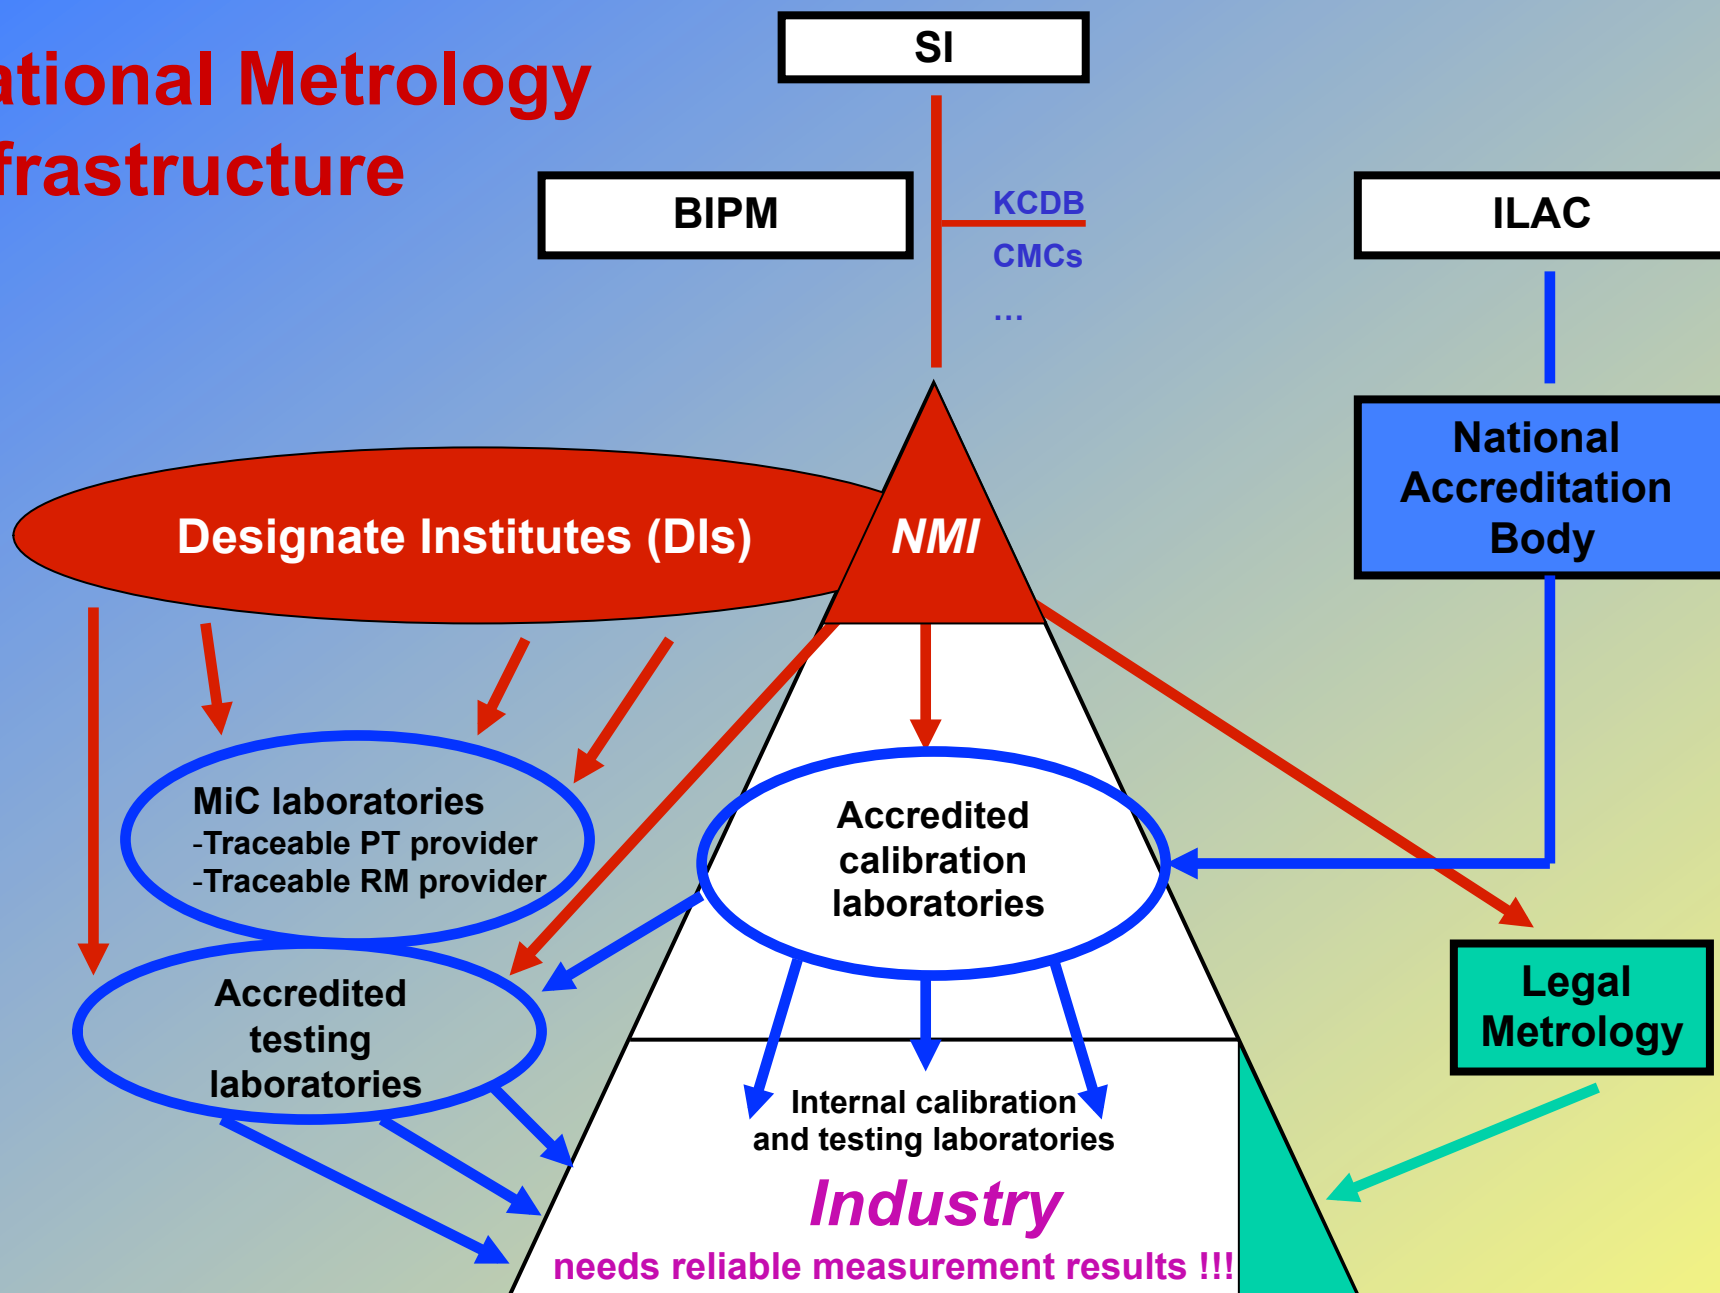 ational Metrology
frastructure
SI
BIPM
KCDB
CMCs
...
ILAC
National
Accreditation
Body
Designate Institutes (DIs)
NMI
MiC laboratories
-Traceable PT provider
-Traceable RM provider
Accredited
calibration
laboratories
Accredited
testing
laboratories
Legal
Metrology
Internal calibration
and testing laboratories
Industry
needs reliable measurement results !!!